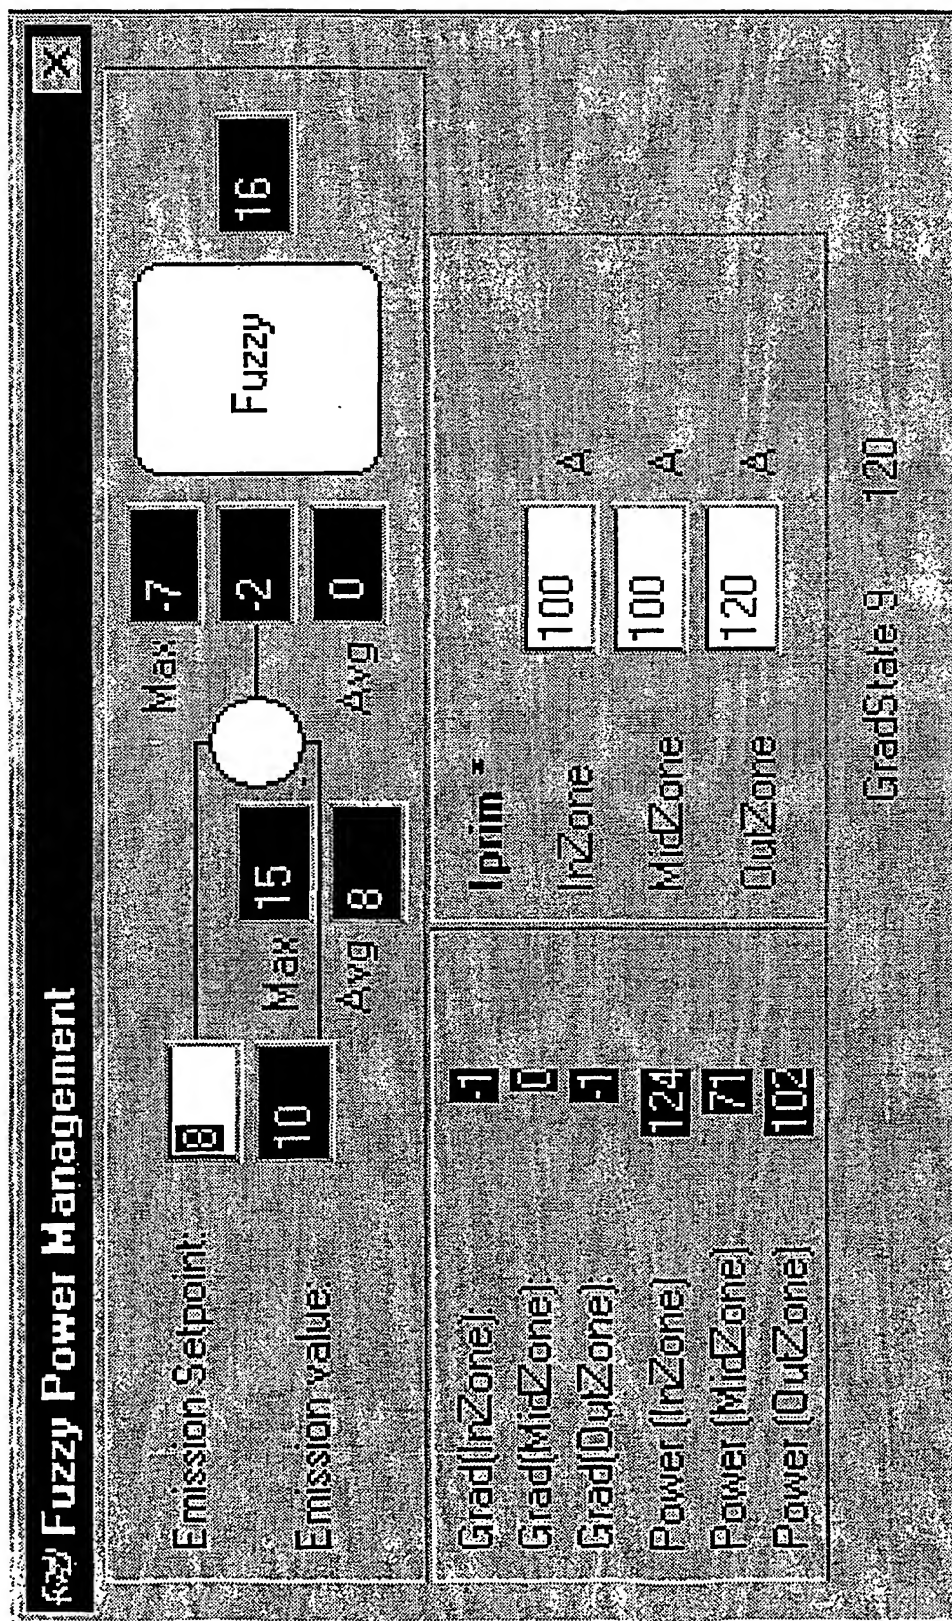 Fuzzy Power Management
Emission Setpoint: 8
Emission value: 10
Max 15
Avg 8
Max -7
-2
Avg 0
Fuzzy
16
Grad(InZone): -1
Grad(MidZone): 0
Grad(OutZone): -1
Power (InZone) 124
Power (MidZone) 71
Power (OutZone) 102
Iprim -
InZone 100 A
MidZone 100 A
OutZone 120 A
GradState 9 120